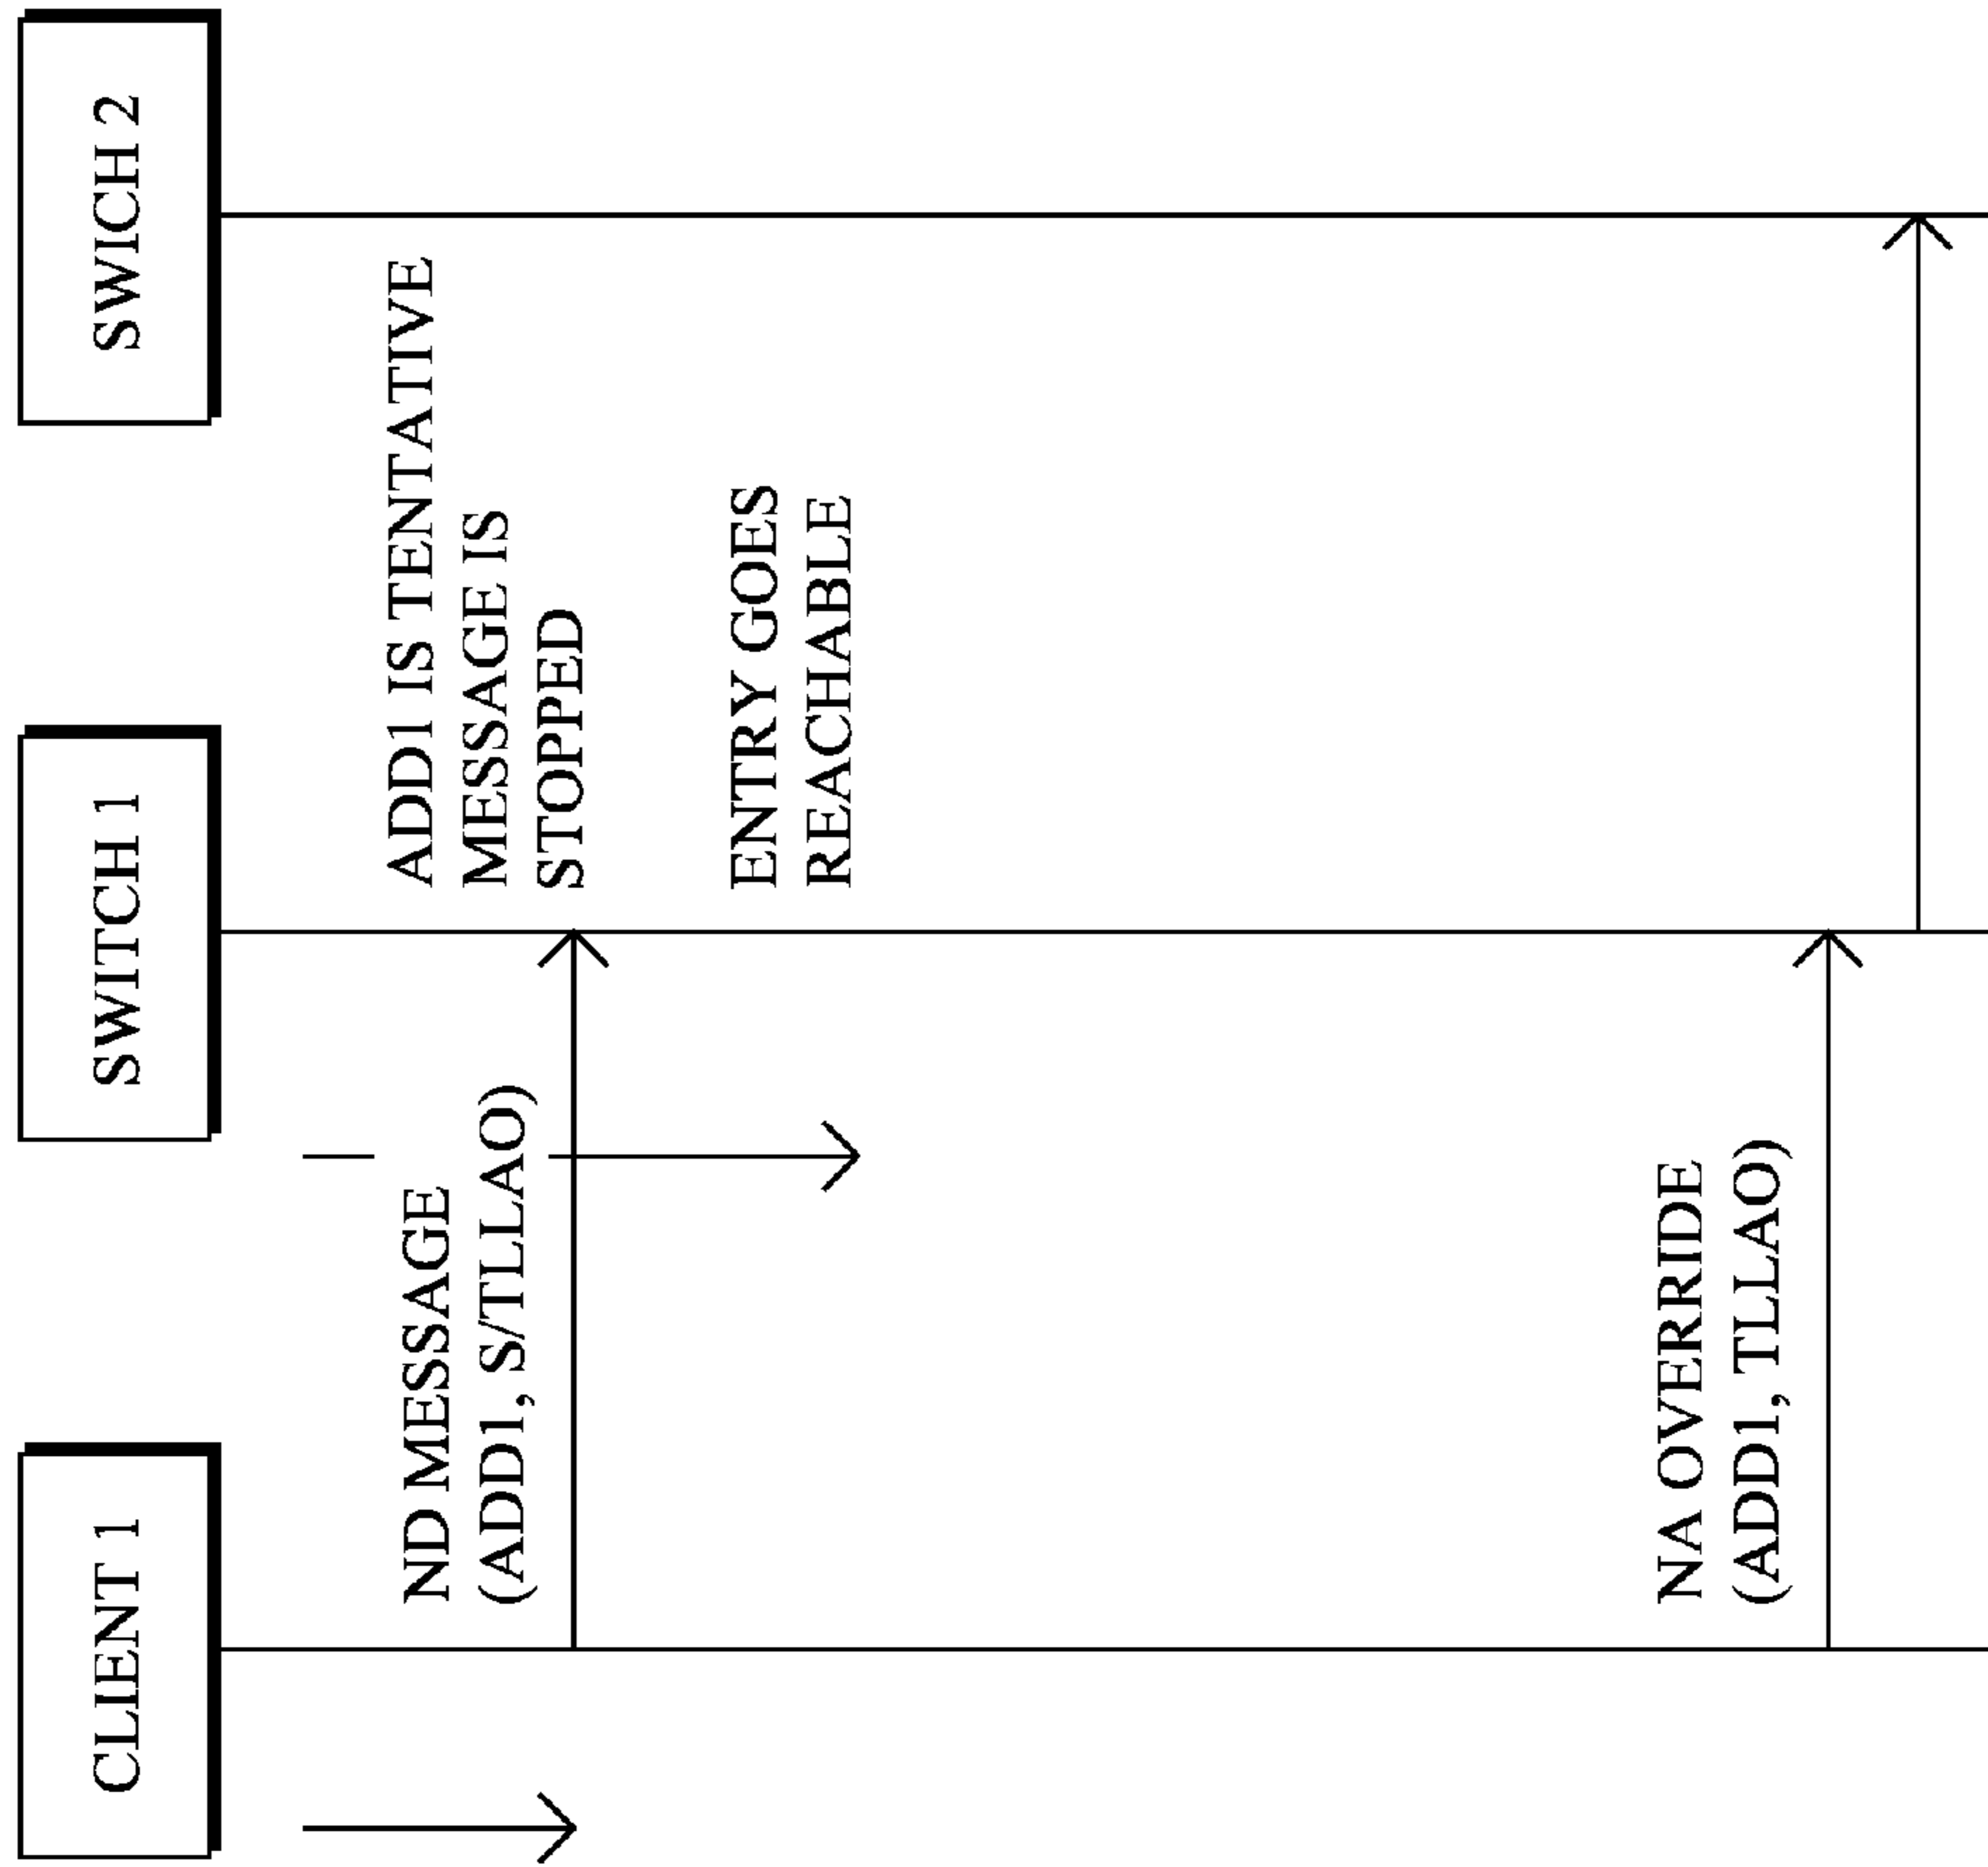 CLIENT 1
SWITCH 1
SWICH 2
ND MESSAGE
(ADD1, S/TLLAO)
ADD1 IS TENTATIVE
MESSAGE IS
STOPPED
ENTRY GOES
REACHABLE
NA OVERRIDE
(ADD1, TLLAO)